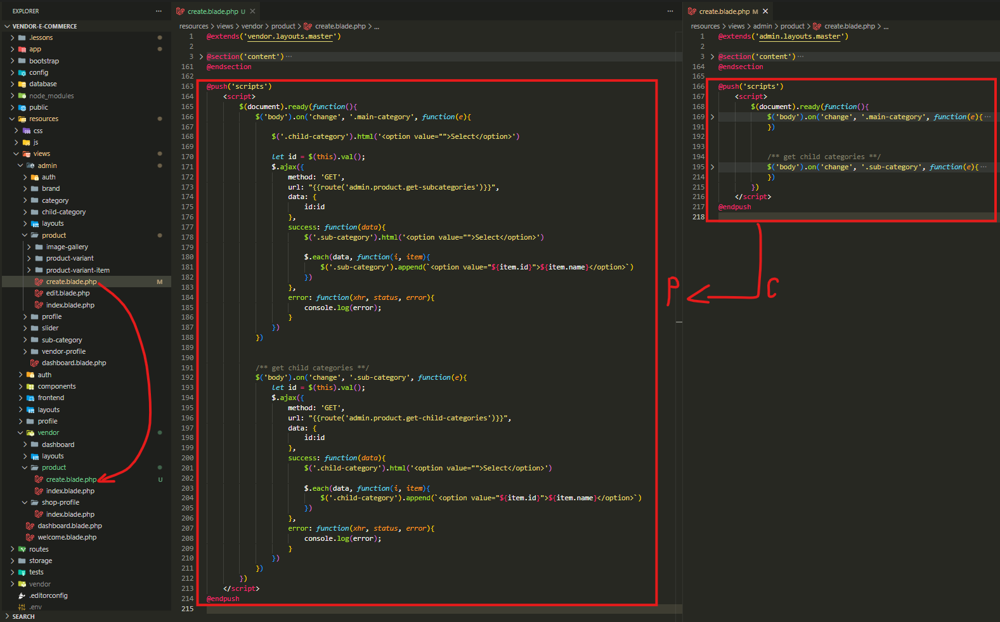 EXPLORER
VENDOR-E-COMMERCE
.lessons
app
bootstrap
config
database
node_modules
public
resources
css
js
views
admin
auth
brand
category
child-category
layouts
product
image-gallery
product-variant
product-variant-item
create.blade.php M
edit.blade.php
index.blade.php
profile
slider
sub-category
vendor-profile
dashboard.blade.php
auth
components
frontend
layouts
profile
vendor
dashboard
layouts
product
create.blade.php U
index.blade.php
shop-profile
index.blade.php
dashboard.blade.php
welcome.blade.php
routes
storage
tests
vendor
.editorconfig
.env
SEARCH
create.blade.php U
resources > views > vendor > product > create.blade.php > ...
1 @extends('vendor.layouts.master')
2
3 @section('content') ...
161 @endsection
162
163 @push('scripts')
164 <script>
165 $(document).ready(function(){
166 $('body').on('change', '.main-category', function(e){
167
168 $('.child-category').html('<option value="">Select</option>')
169
170 let id = $(this).val();
171 $.ajax({
172 method: 'GET',
173 url: "{{route('admin.product.get-subcategories')}}",
174 data: {
175 id:id
176 },
177 success: function(data){
178 $('.sub-category').html('<option value="">Select</option>')
179
180 $.each(data, function(i, item){
181 $('.sub-category').append(`<option value="${item.id}">${item.name}</option>`)
182 })
183 },
184 error: function(xhr, status, error){
185 console.log(error);
186 }
187 })
188 })
189
190
191 /** get child categories **/
192 $('body').on('change', '.sub-category', function(e){
193 let id = $(this).val();
194 $.ajax({
195 method: 'GET',
196 url: "{{route('admin.product.get-child-categories')}}",
197 data: {
198 id:id
199 },
200 success: function(data){
201 $('.child-category').html('<option value="">Select</option>')
202
203 $.each(data, function(i, item){
204 $('.child-category').append(`<option value="${item.id}">${item.name}</option>`)
205 })
206 },
207 error: function(xhr, status, error){
208 console.log(error);
209 }
210 })
211 })
212 })
213 </script>
214 @endpush
215
create.blade.php M
resources > views > admin > product > create.blade.php > ...
1 @extends('admin.layouts.master')
2
3 @section('content') ...
164 @endsection
165
166 @push('scripts')
167 <script>
168 $(document).ready(function(){
169 $('body').on('change', '.main-category', function(e){ ...
191 })
192
193
194 /** get child categories **/
195 $('body').on('change', '.sub-category', function(e){ ...
214 })
215 })
216 </script>
217 @endpush
218
P
C